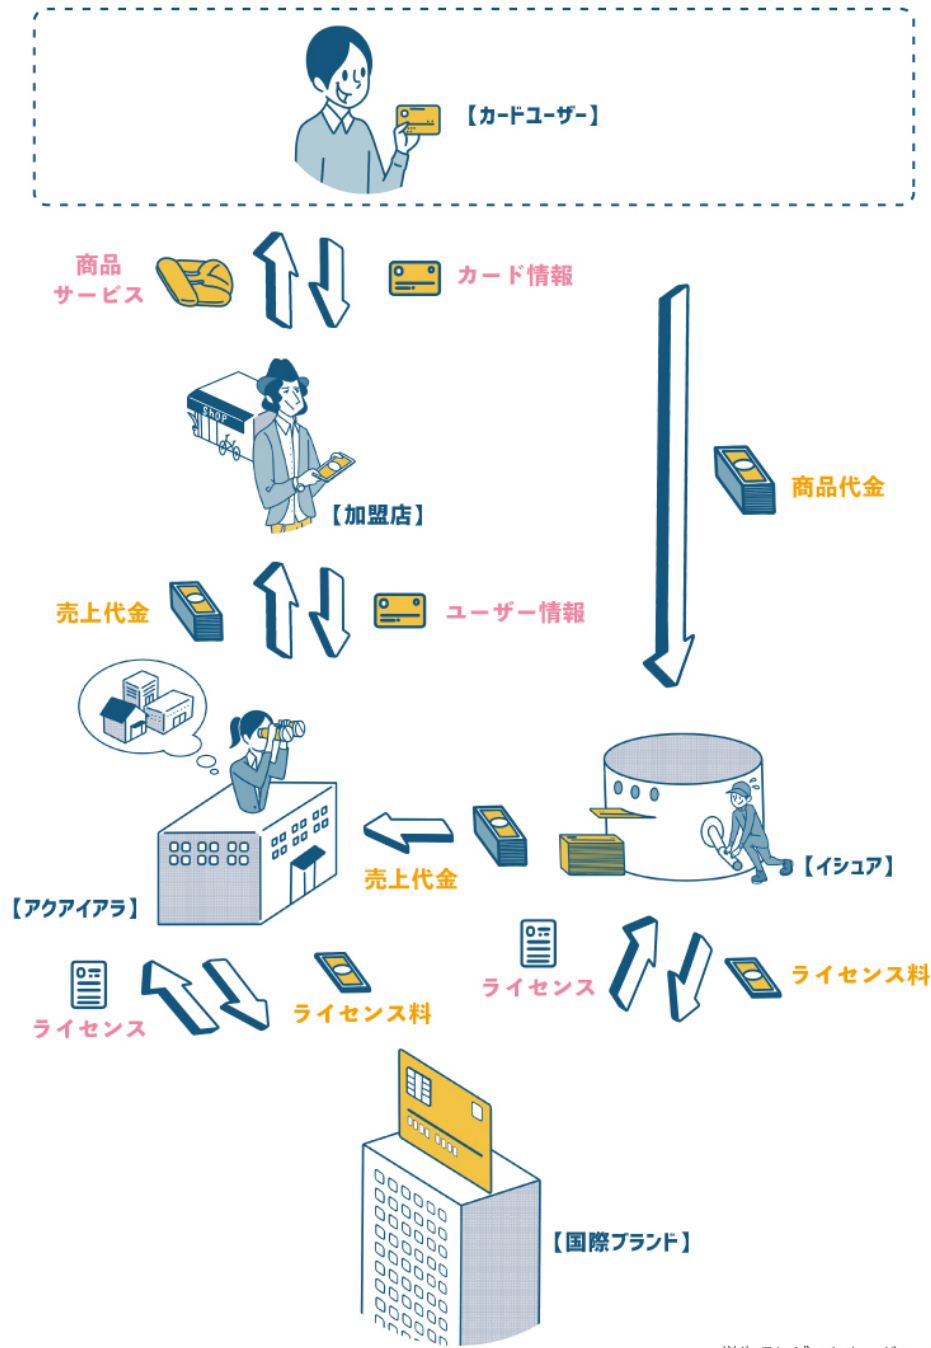 【カードユーザー】
商品
サービス
カード情報
SHOP
【加盟店】
商品代金
売上代金
ユーザー情報
【イシュア】
売上代金
【アクアイアラ】
ライセンス
ライセンス料
ライセンス
ライセンス料
【国際ブランド】